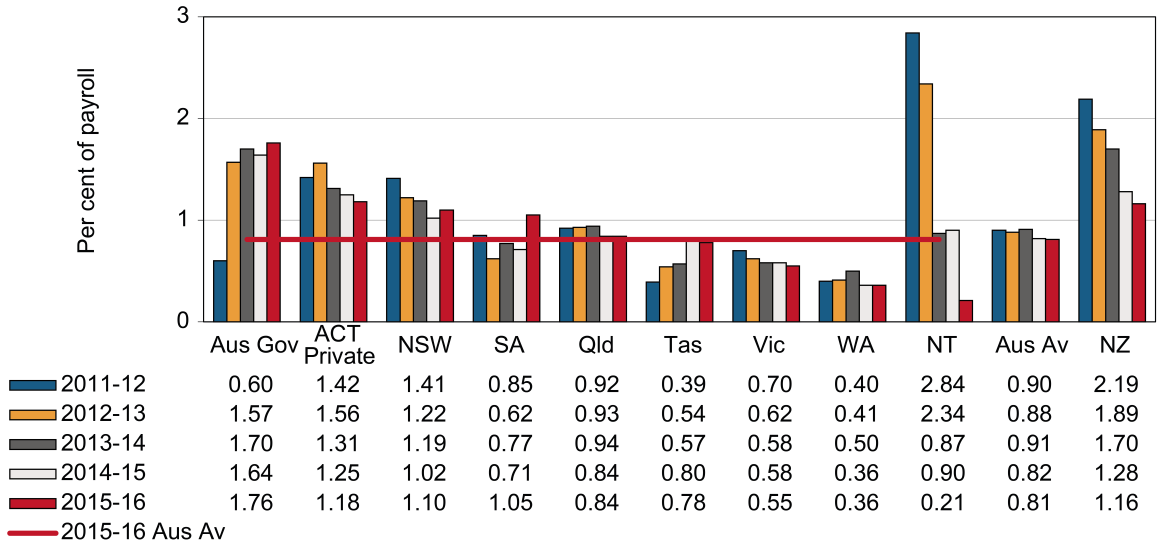 3
2
1
0
Per cent of payroll
Aus Gov ACT Private NSW SA Qld Tas Vic WA NT Aus Av NZ
2011-12 0.60 1.42 1.41 0.85 0.92 0.39 0.70 0.40 2.84 0.90 2.19
2012-13 1.57 1.56 1.22 0.62 0.93 0.54 0.62 0.41 2.34 0.88 1.89
2013-14 1.70 1.31 1.19 0.77 0.94 0.57 0.58 0.50 0.87 0.91 1.70
2014-15 1.64 1.25 1.02 0.71 0.84 0.80 0.58 0.36 0.90 0.82 1.28
2015-16 1.76 1.18 1.10 1.05 0.84 0.78 0.55 0.36 0.21 0.81 1.16
2015-16 Aus Av